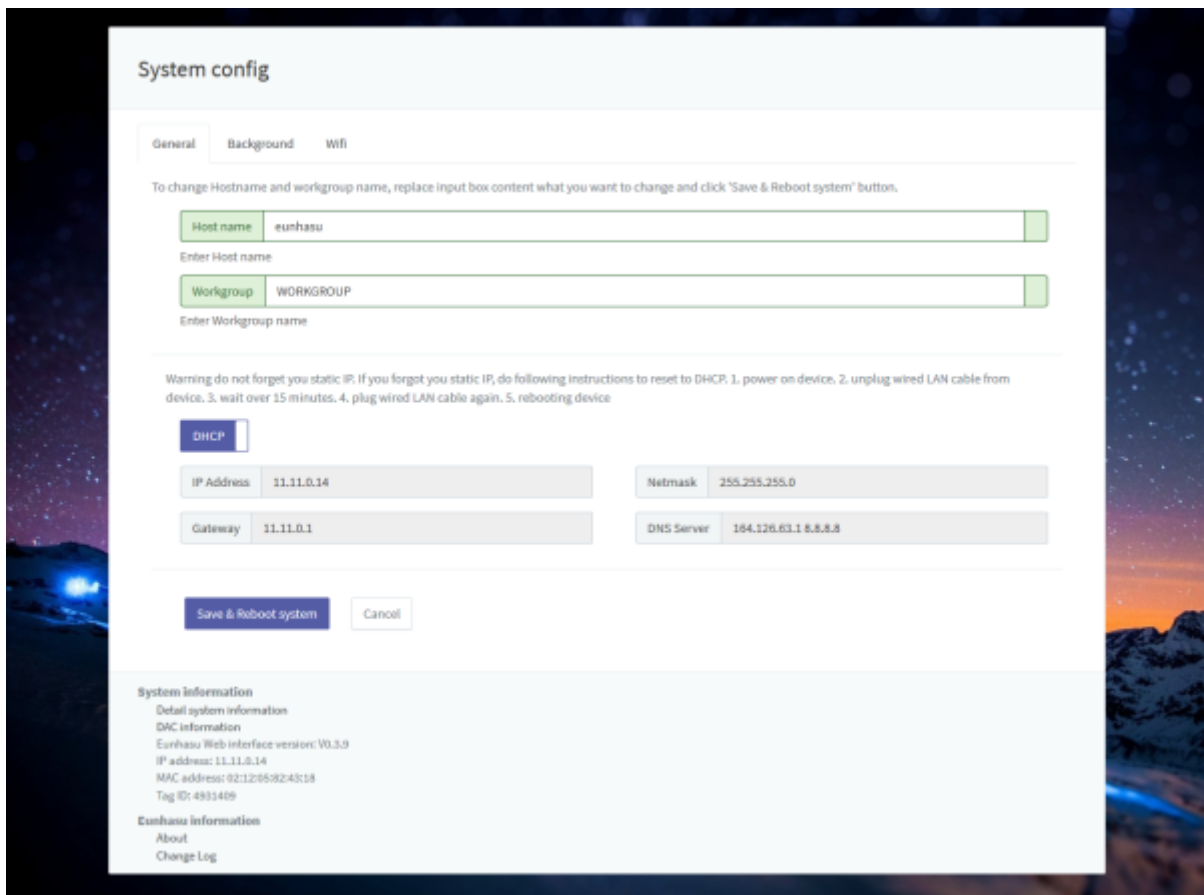 System config
General Background Wifi
To change Hostname and workgroup name, replace input box content what you want to change and click 'Save & Reboot system' button.
Host name eunhasu
Enter Host name
Workgroup WORKGROUP
Enter Workgroup name
Warning do not forget you static IP. If you forgot you static IP, do following instructions to reset to DHCP. 1. power on device. 2. unplug wired LAN cable from
device. 3. wait over 15 minutes. 4. plug wired LAN cable again. 5. rebooting device
DHCP
IP Address 11.11.0.14 Netmask 255.255.255.0
Gateway 11.11.0.1 DNS Server 164.126.63.1 8.8.8.8
Save & Reboot system Cancel
System information
Detail system information
DAC information
Eunhasu Web interface version: V0.3.9
IP address: 11.11.0.14
MAC address: 02:12:05:82:43:18
Tag ID: 4931409
Eunhasu information
About
Change Log